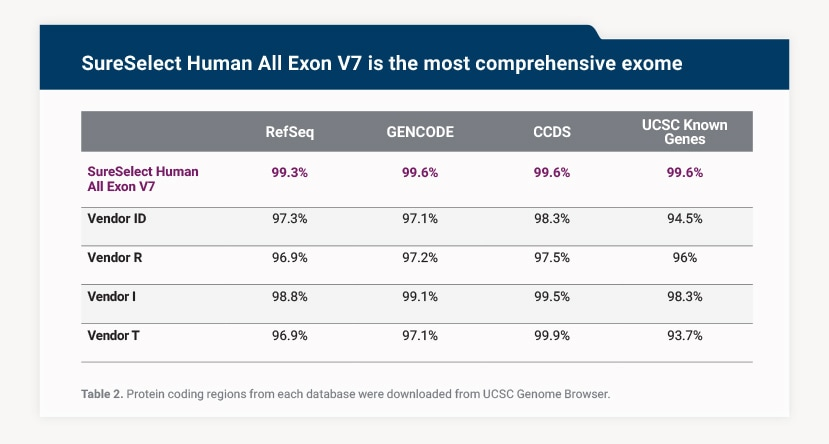 SureSelect Human All Exon V7 is the most comprehensive exome
RefSeq GENCODE CCDS UCSC Known
Genes
SureSelect Human 99.3% 99.6% 99.6% 99.6%
All Exon V7
Vendor ID 97.3% 97.1% 98.3% 94.5%
Vendor R 96.9% 97.2% 97.5% 96%
Vendor I 98.8% 99.1% 99.5% 98.3%
Vendor T 96.9% 97.1% 99.9% 93.7%
Table 2. Protein coding regions from each database were downloaded from UCSC Genome Browser.